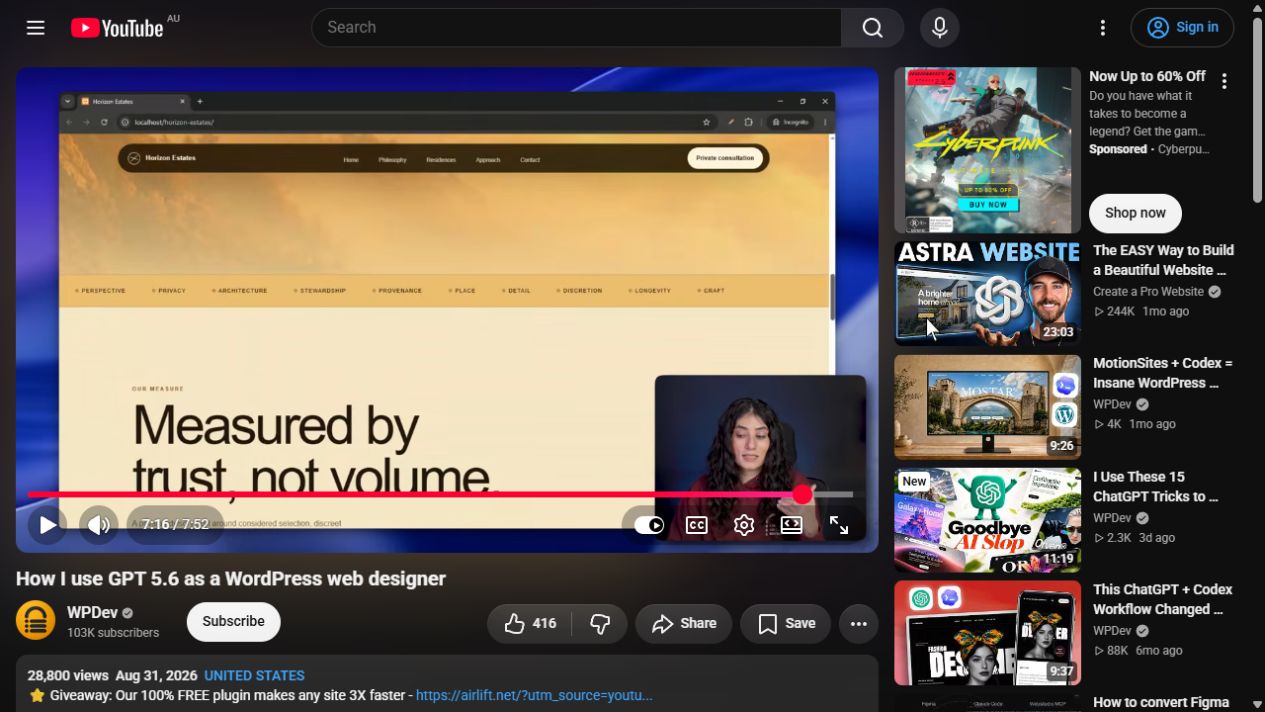 YouTube
AU
Search
Sign in
Horizon Estates
localhost/horizon-estates/
Incognito
Horizon Estates
Home
Philosophy
Residences
Approach
Contact
Private consultation
PERSPECTIVE
PRIVACY
ARCHITECTURE
STEWARDSHIP
PROVENANCE
PLACE
DETAIL
DISCRETION
LONGEVITY
CRAFT
OUR MEASURE
Measured by
trust, not volume.
around considered selection, discreet
7:16 / 7:52
CC
How I use GPT 5.6 as a WordPress web designer
WPDev
103K subscribers
Subscribe
416
Share
Save
28,800 views Aug 31, 2026 UNITED STATES
Giveaway: Our 100% FREE plugin makes any site 3X faster - https://airlift.net/?utm_source=youtu...
CYBERPUNK
UP TO 60% OFF
BUY NOW
Now Up to 60% Off
Do you have what it
takes to become a
legend? Get the gam...
Sponsored • Cyberpu...
Shop now
ASTRA WEBSITE
A brighter
home
23:03
The EASY Way to Build
a Beautiful Website ...
Create a Pro Website
244K 1mo ago
MOSTAR
9:26
MotionSites + Codex =
Insane WordPress ...
WPDev
4K 1mo ago
New
Galaxy Home
Goodbye
AI Slop
11:19
I Use These 15
ChatGPT Tricks to ...
WPDev
2.3K 3d ago
FASHION
9:37
This ChatGPT + Codex
Workflow Changed ...
WPDev
88K 6mo ago
Figma
Claude Code
How to convert Figma